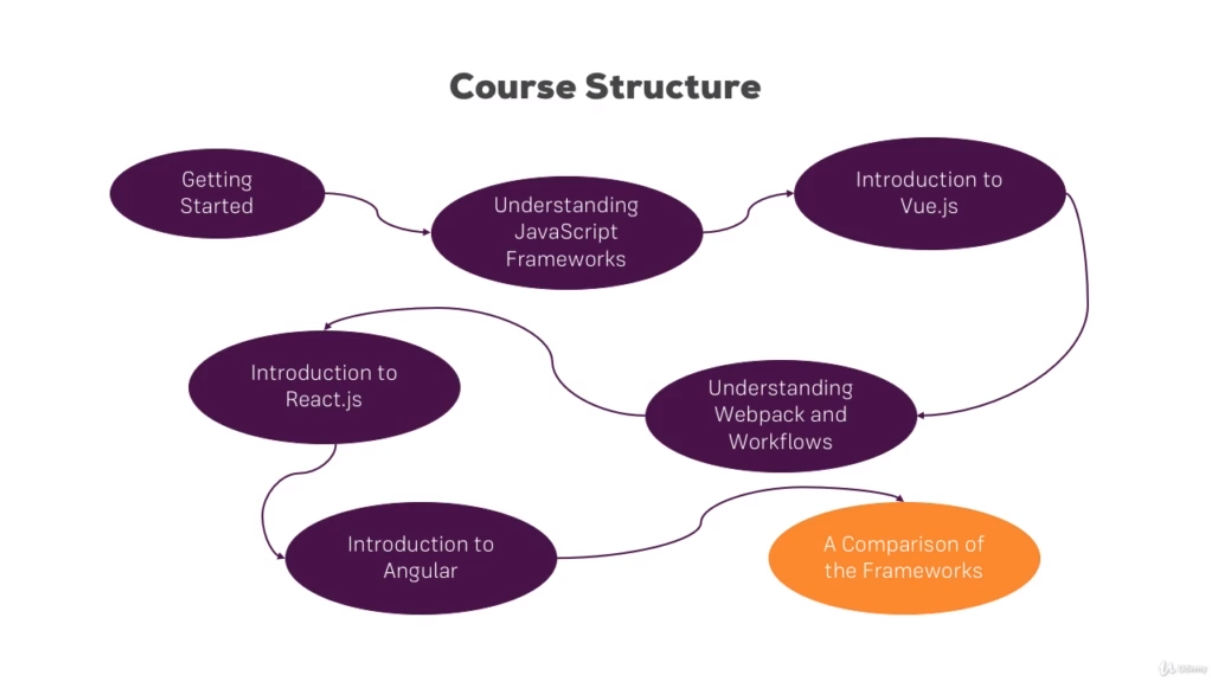 Course Structure
Getting
Started
Understanding
JavaScript
Frameworks
Introduction to
Vue.js
Understanding
Webpack and
Workflows
Introduction to
React.js
Introduction to
Angular
A Comparison of
the Frameworks
Udemy